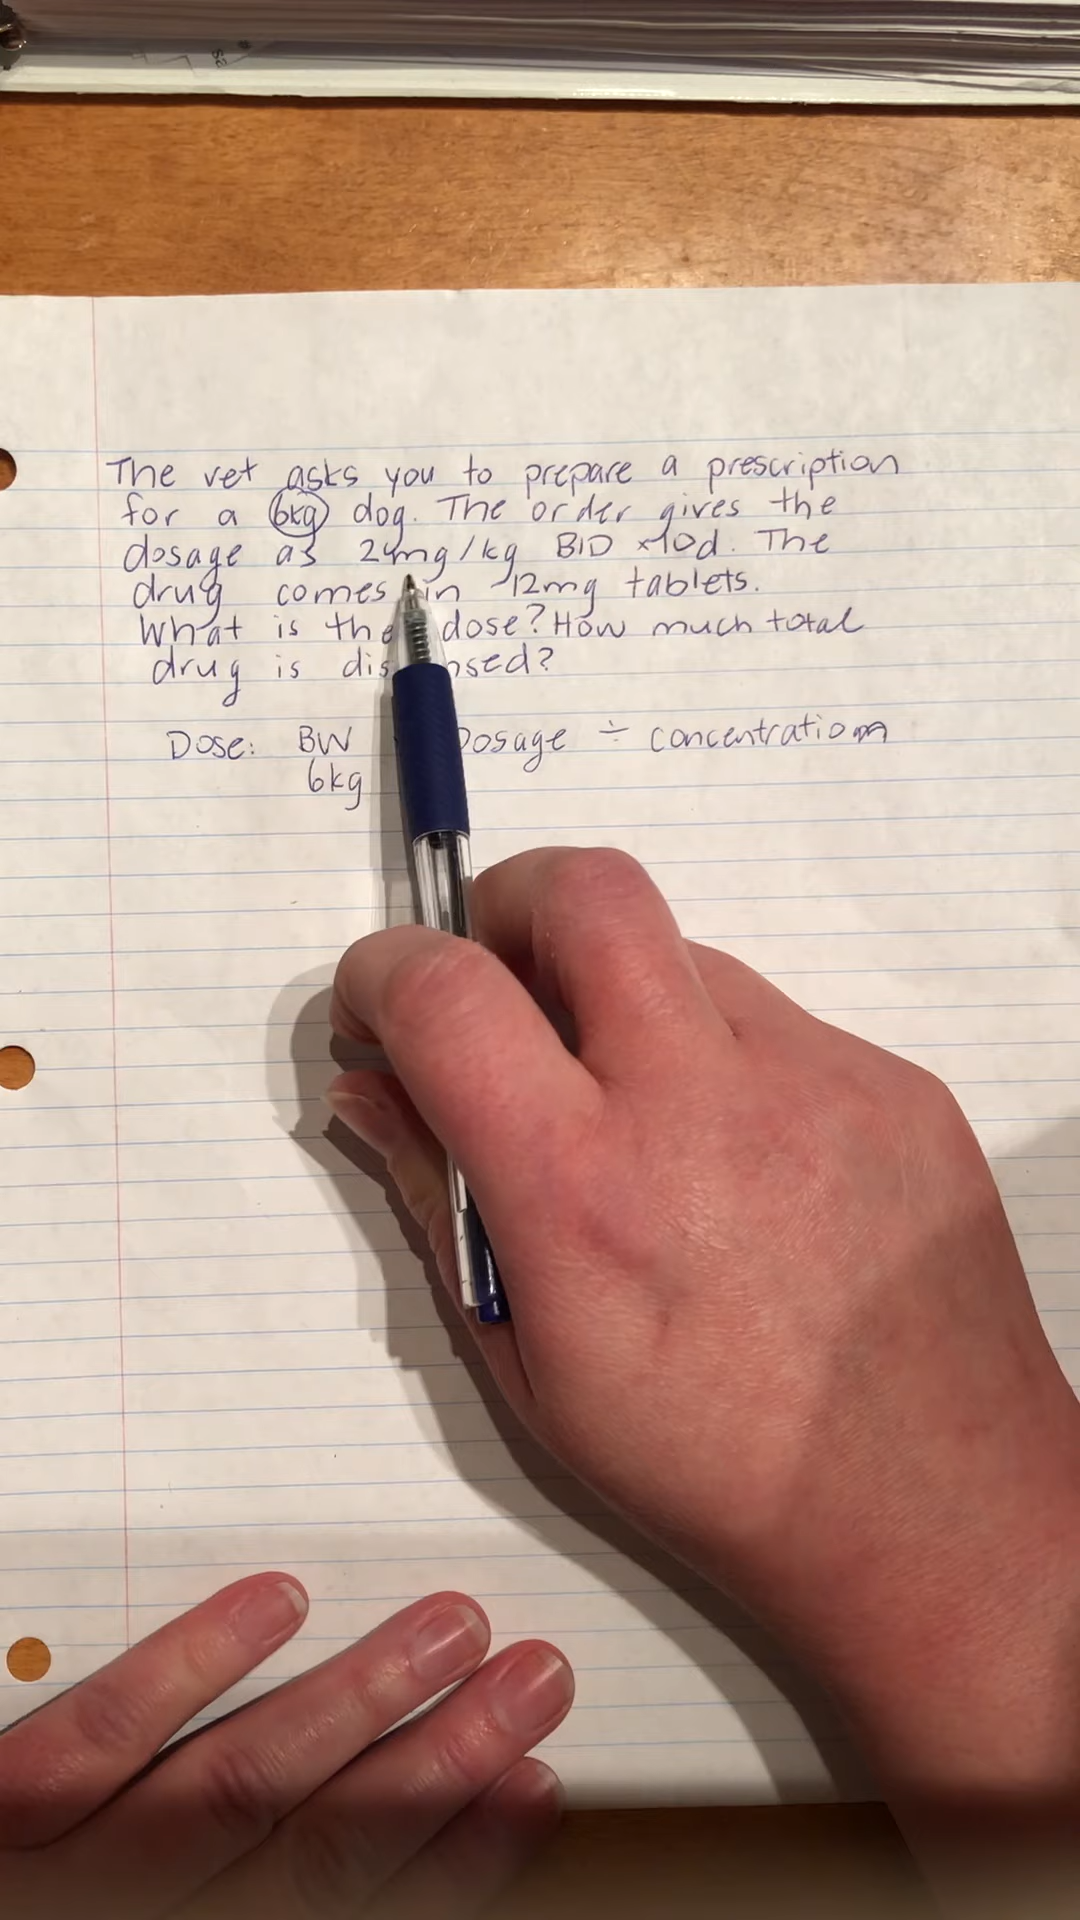 The vet asks you to prepare a prescription
for a 6kg dog. The order gives the
dosage as 24mg/kg BID x10d. The
drug comes in 12mg tablets.
What is the dose? How much total
drug is dis nsed?
Dose: BW Dosage ÷ concentration
6kg